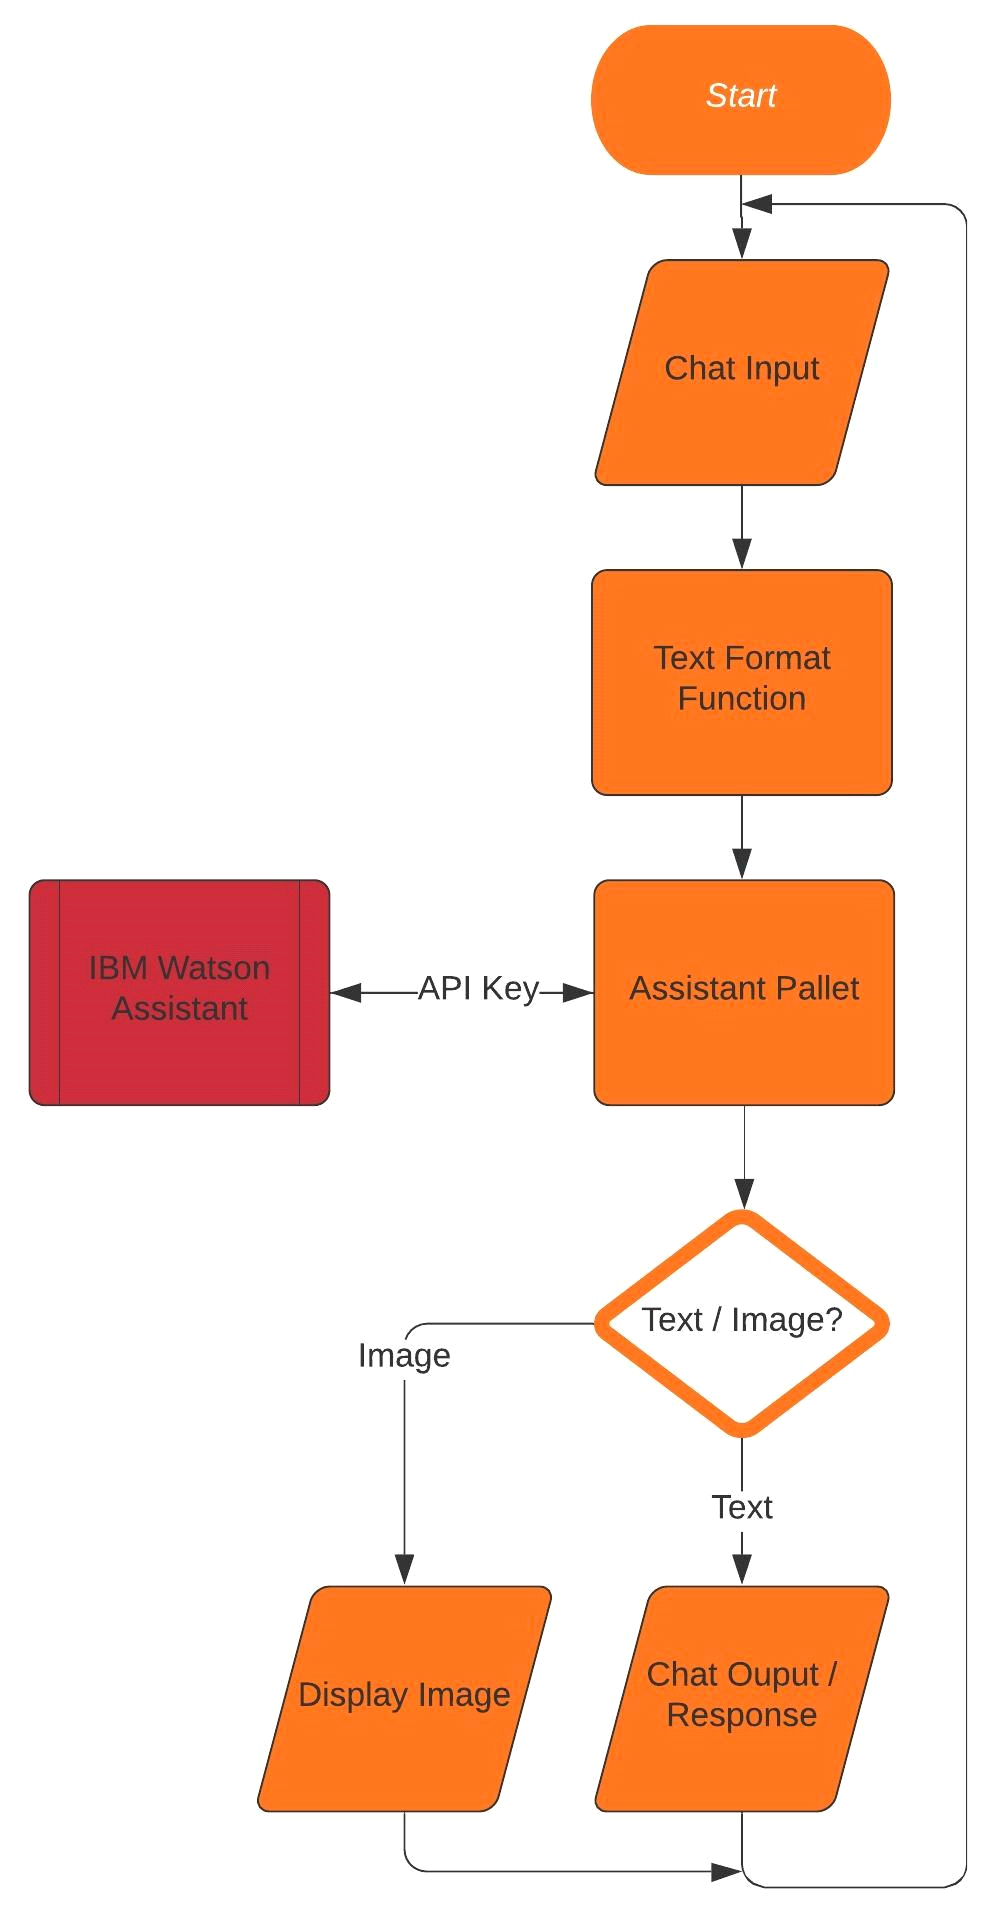 Start
Chat Input
Text Format
Function
IBM Watson
Assistant
API Key
Assistant Pallet
Text / Image?
Image
Text
Display Image
Chat Ouput /
Response